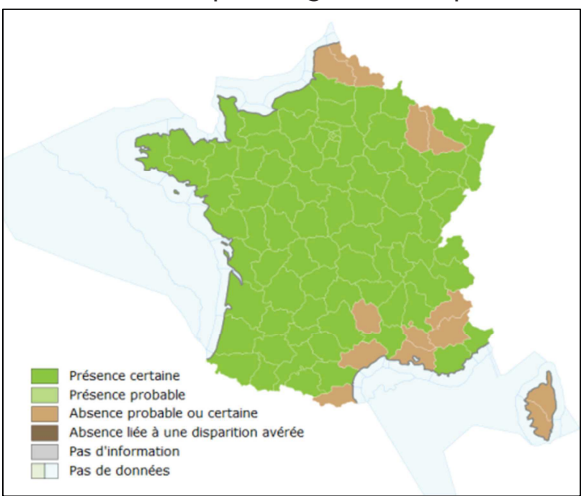 Présence certaine
Présence probable
Absence probable ou certaine
Absence liée à une disparition avérée
Pas d'information
Pas de données